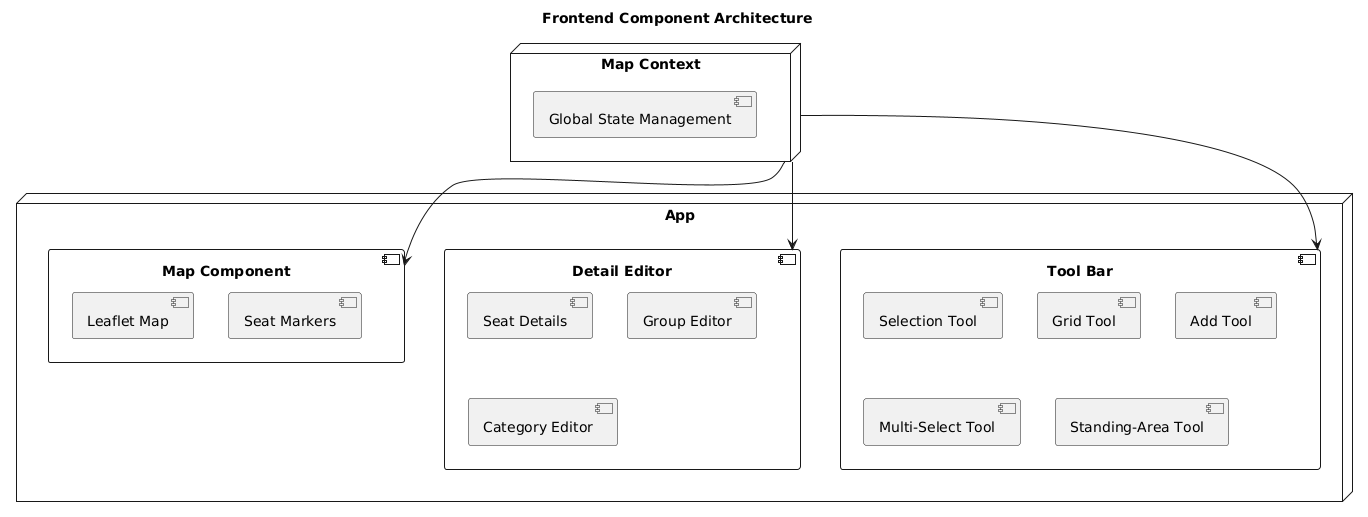 Frontend Component Architecture
Map Context
Global State Management
App
Map Component
Leaflet Map
Seat Markers
Detail Editor
Seat Details
Group Editor
Category Editor
Tool Bar
Selection Tool
Grid Tool
Add Tool
Multi-Select Tool
Standing-Area Tool